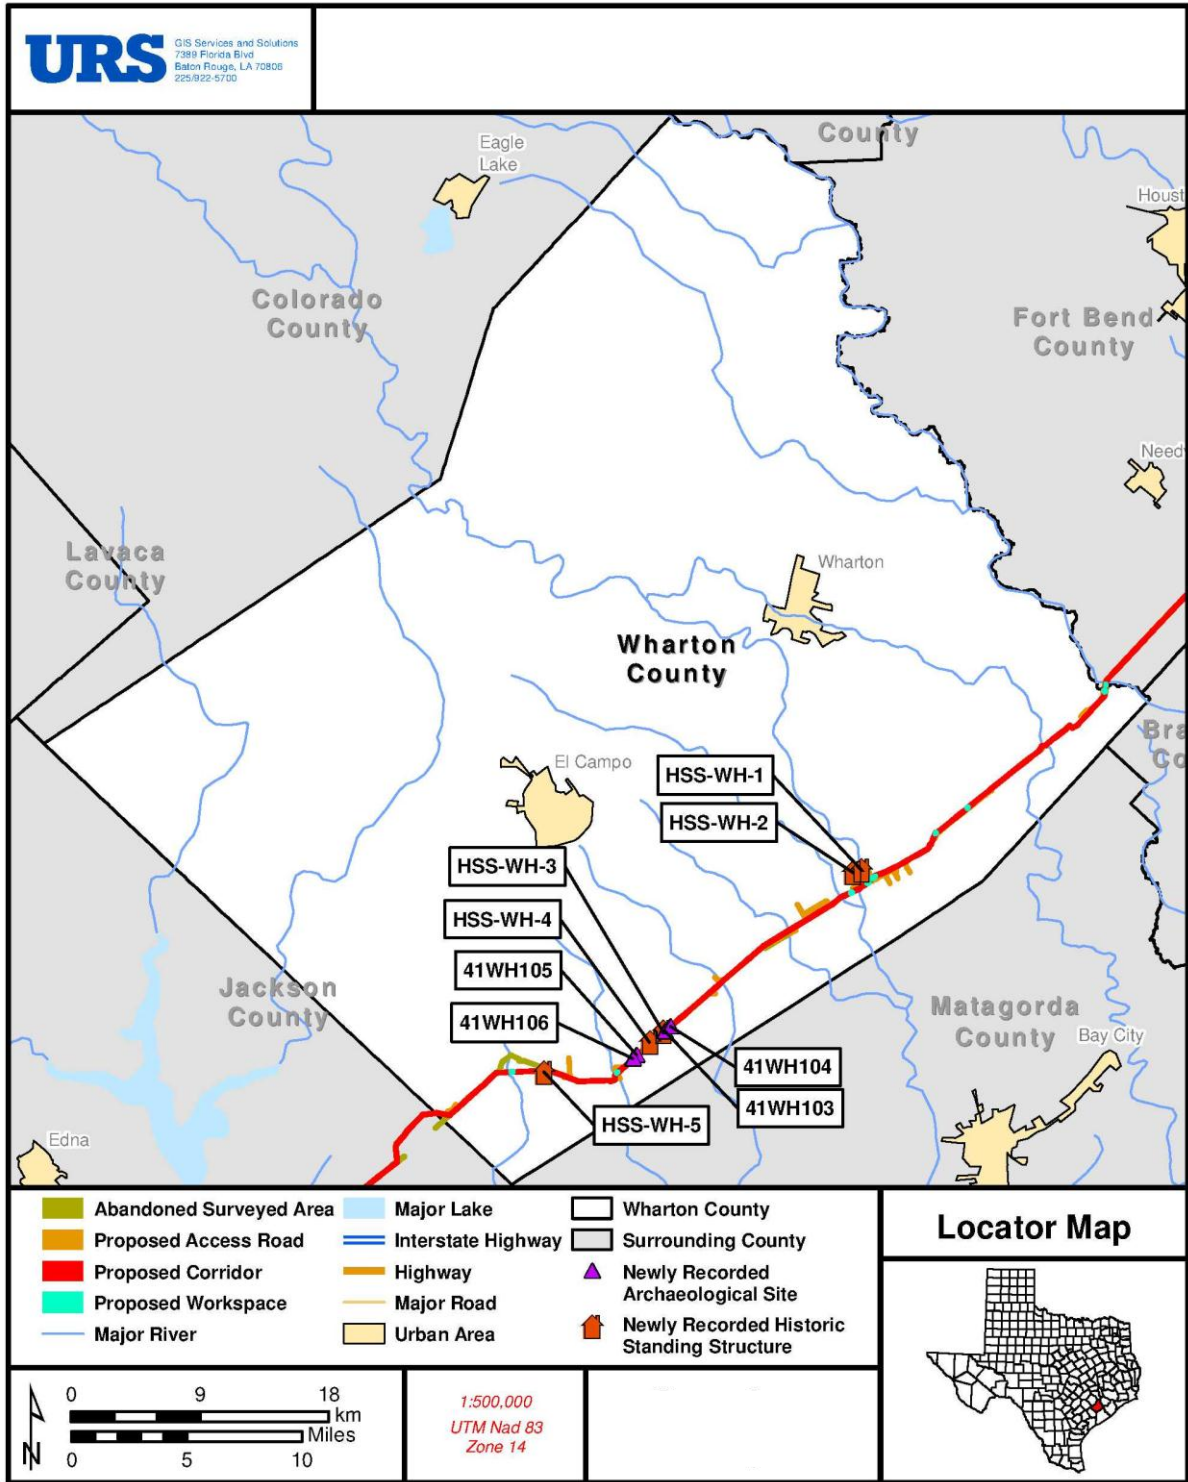 URS
GIS Services and Solutions
7389 Florida Blvd
Baton Rouge, LA 70806
225/922-5700
County
Eagle
Lake
Houst
Colorado
County
Fort Bend
County
Need
Lavaca
County
Wharton
Wharton
County
Bra
Co
El Campo
HSS-WH-1
HSS-WH-2
HSS-WH-3
HSS-WH-4
41WH105
41WH106
Jackson
County
Matagorda
County
Bay City
41WH104
41WH103
HSS-WH-5
Edna
Abandoned Surveyed Area
Proposed Access Road
Proposed Corridor
Proposed Workspace
Major River
Major Lake
Interstate Highway
Highway
Major Road
Urban Area
Wharton County
Surrounding County
Newly Recorded
Archaeological Site
Newly Recorded Historic
Standing Structure
Locator Map
N
0 9 18
km
Miles
0 5 10
1:500,000
UTM Nad 83
Zone 14